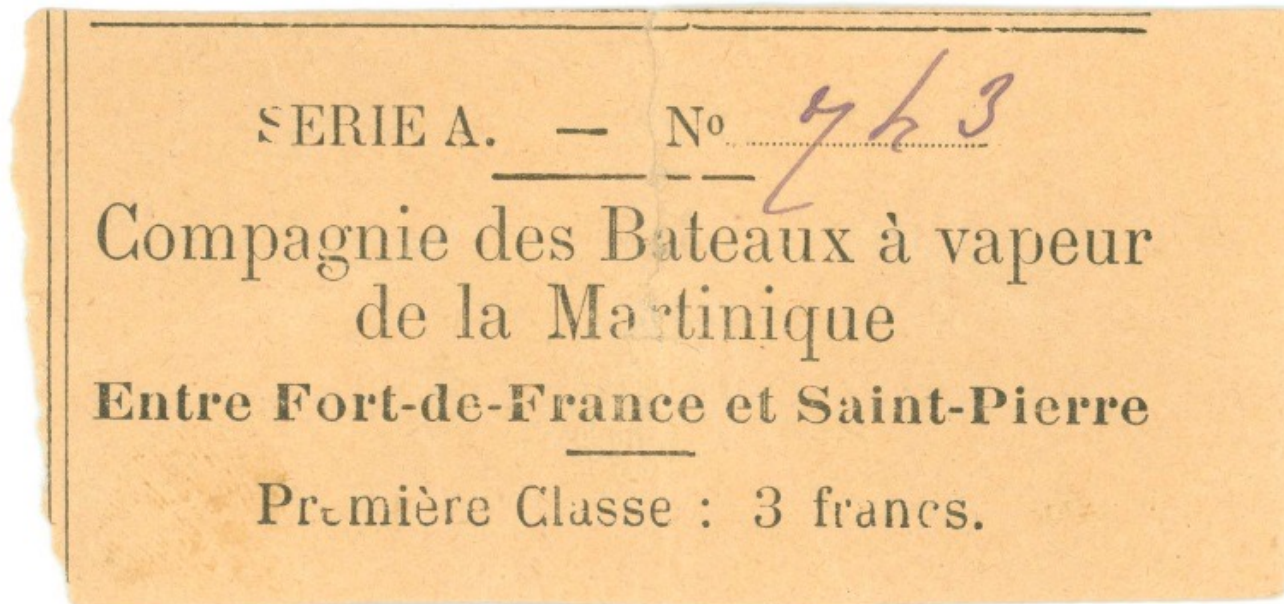 SERIE A. — Nº 743
Compagnie des Bateaux à vapeur
de la Martinique
Entre Fort-de-France et Saint-Pierre
Première Classe : 3 francs.